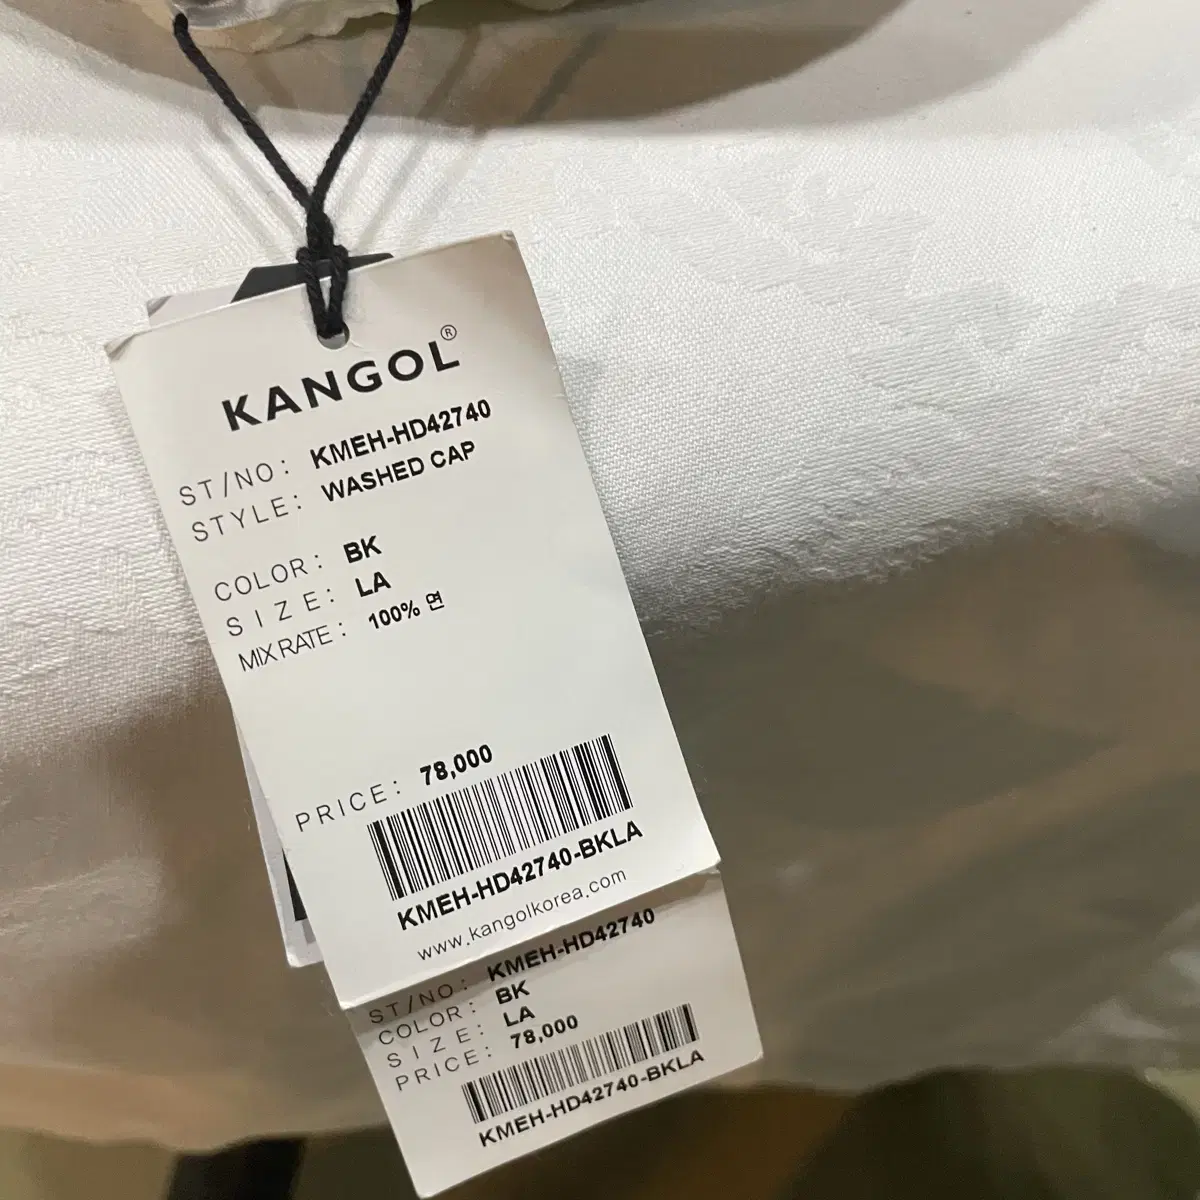 KANGOL®
ST/NO: KMEH-HD42740
STYLE: WASHED CAP
COLOR: BK
SIZE: LA
MIX RATE: 100% 면
PRICE: 78,000
KMEH-HD42740-BKLA
www.kangolkorea.com
ST/NO: KMEH-HD42740
COLOR: BK
SIZE: LA
PRICE: 78,000
KMEH-HD42740-BKLA